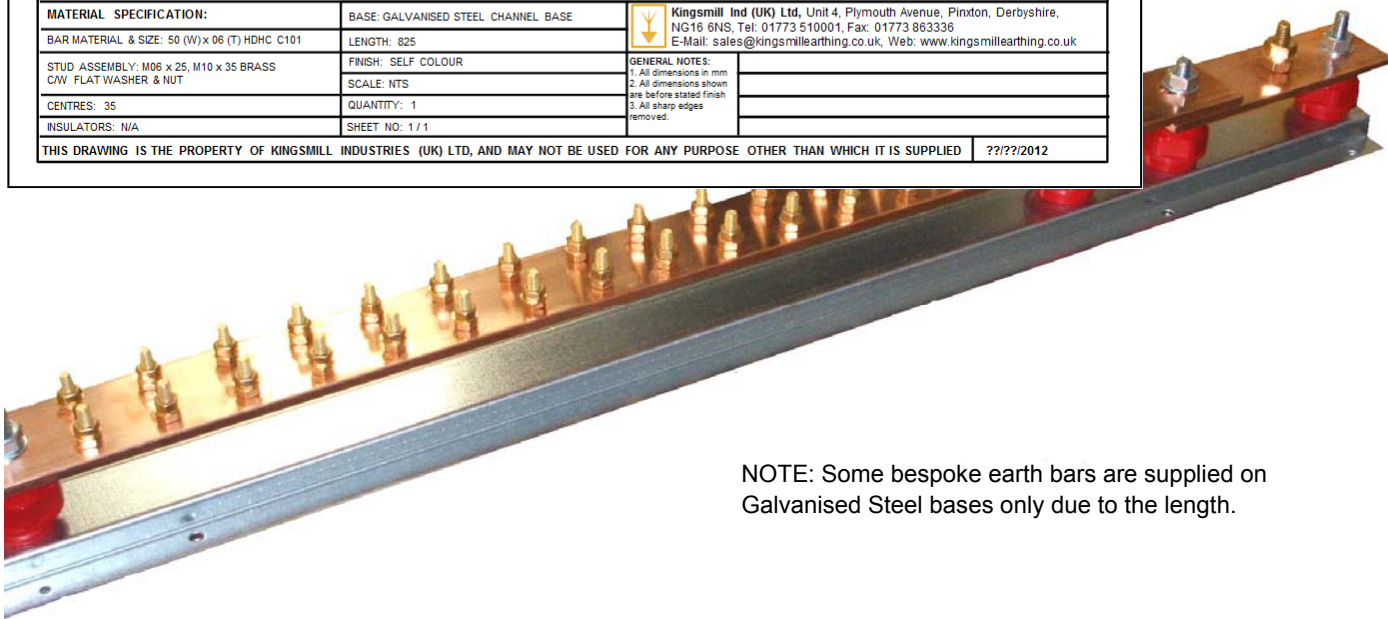 MATERIAL SPECIFICATION:
BAR MATERIAL & SIZE: 50 (W) x 06 (T) HDHC C101
STUD ASSEMBLY: M06 x 25, M10 x 35 BRASS
C/W FLAT WASHER & NUT
CENTRES: 35
INSULATORS: N/A
BASE: GALVANISED STEEL CHANNEL BASE
LENGTH: 825
FINISH: SELF COLOUR
SCALE: NTS
QUANTITY: 1
SHEET NO: 1 / 1
Kingsmill Ind (UK) Ltd, Unit 4, Plymouth Avenue, Pinxton, Derbyshire,
NG16 6NS, Tel: 01773 510001, Fax: 01773 863336
E-Mail: sales@kingsmillearthing.co.uk, Web: www.kingsmillearthing.co.uk
GENERAL NOTES:
1. All dimensions in mm
2. All dimensions shown
are before stated finish
3. All sharp edges
removed.
THIS DRAWING IS THE PROPERTY OF KINGSMILL INDUSTRIES (UK) LTD, AND MAY NOT BE USED FOR ANY PURPOSE OTHER THAN WHICH IT IS SUPPLIED
??/??/2012
NOTE: Some bespoke earth bars are supplied on
Galvanised Steel bases only due to the length.